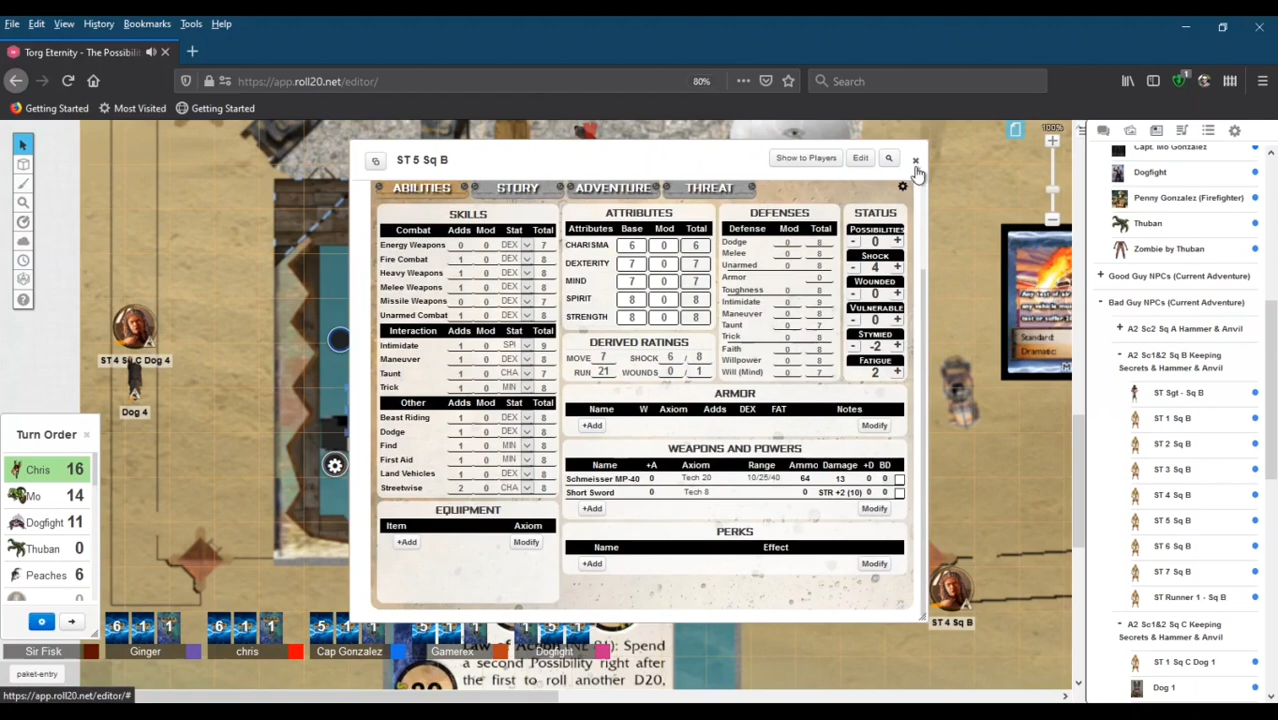 File Edit View History Bookmarks Tools Help
Torg Eternity - The Possibili
https://app.roll20.net/editor/ 80% Search
Getting Started Most Visited Getting Started
ST 5 Sq B Show to Players Edit
ABILITIES STORY ADVENTURE THREAT
SKILLS
Combat Adds Mod Stat Total
Energy Weapons 0 0 DEX 7
Fire Combat 1 0 DEX 8
Heavy Weapons 1 0 DEX 8
Melee Weapons 1 0 DEX 8
Missile Weapons 0 0 DEX 7
Unarmed Combat 1 0 DEX 8
Interaction Adds Mod Stat Total
Intimidate 1 0 SPI 9
Maneuver 1 0 DEX 8
Taunt 1 0 CHA 7
Trick 1 0 MIN 8
Other Adds Mod Stat Total
Beast Riding 1 0 DEX 8
Dodge 1 0 DEX 8
Find 1 0 MIN 8
First Aid 1 0 MIN 8
Land Vehicles 1 0 DEX 8
Streetwise 2 0 CHA 8
EQUIPMENT
Item Axiom
+Add Modify
ATTRIBUTES
Attributes Base Mod Total
CHARISMA 6 0 6
DEXTERITY 7 0 7
MIND 7 0 7
SPIRIT 8 0 8
STRENGTH 8 0 8
DERIVED RATINGS
MOVE 7 SHOCK 6 / 8
RUN 21 WOUNDS 0 / 1
DEFENSES
Defense Mod Total
Dodge 0 8
Melee 0 8
Unarmed 0 8
Armor 0
Toughness 0 8
Intimidate 0 9
Maneuver 0 8
Taunt 0 7
Trick 0 8
Faith 0 8
Willpower 0 8
Will (Mind) 0 7
STATUS
POSSIBILITIES
- 0 +
SHOCK
- 4 +
WOUNDED
- 0 +
VULNERABLE
- 0 +
STYMIED
- -2 +
FATIGUE
2 +
ARMOR
Name W Axiom Adds DEX FAT Notes
+Add Modify
WEAPONS AND POWERS
Name +A Axiom Range Ammo Damage +D BD
Schmeisser MP-40 0 Tech 20 10/25/40 64 13 0 0
Short Sword 0 Tech 8 0 STR +2 (10) 0 0
+Add Modify
PERKS
Name Effect
+Add Modify
ST 4 Sq C Dog 4
Dog 4
Turn Order
Chris 16
Mo 14
Dogfight 11
Thuban 0
Peaches 6
6 1 1
6 1 1
5 1 1
5 1 1
1 5 1
Sir Fisk Ginger chris Cap Gonzalez Gamerex Dogfight
paket-entry
https://app.roll20.net/editor/#
a second Possibility right after
the first to roll another D20,
ST 4 Sq B
Standard:
Dramatic:
100%
Capt. Mo Gonzalez
Dogfight
Penny Gonzalez (Firefighter)
Thuban
Zombie by Thuban
+ Good Guy NPCs (Current Adventure)
- Bad Guy NPCs (Current Adventure)
+ A2 Sc2 Sq A Hammer & Anvil
- A2 Sc1&2 Sq B Keeping
Secrets & Hammer & Anvil
ST Sgt - Sq B
ST 1 Sq B
ST 2 Sq B
ST 3 Sq B
ST 4 Sq B
ST 5 Sq B
ST 6 Sq B
ST 7 Sq B
ST Runner 1 - Sq B
- A2 Sc1&2 Sq C Keeping
Secrets & Hammer & Anvil
ST 1 Sq C Dog 1
Dog 1